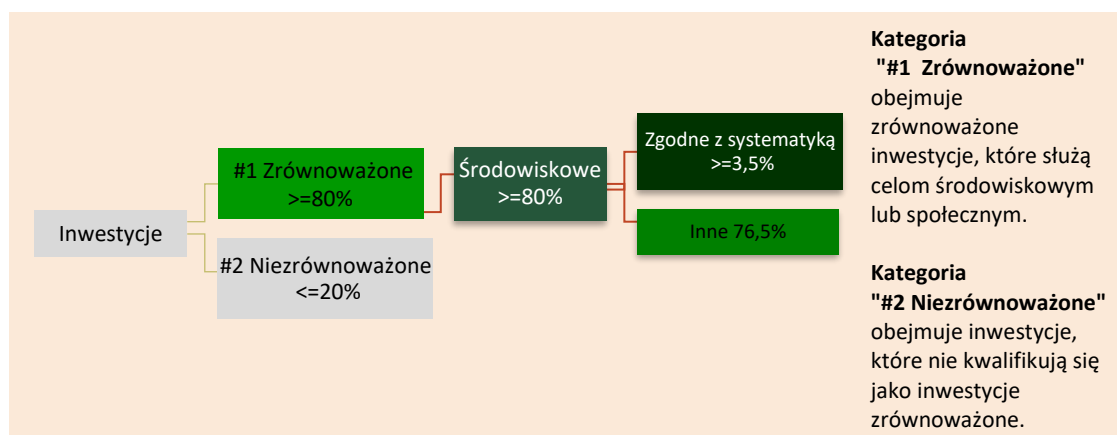 Inwestycje
#1 Zrównoważone
>=80%
#2 Niezrównoważone
<=20%
Środowiskowe
>=80%
Zgodne z systematyką
>=3,5%
Inne 76,5%
Kategoria
"#1 Zrównoważone"
obejmuje
zrównoważone
inwestycje, które służą
celom środowiskowym
lub społecznym.
Kategoria
"#2 Niezrównoważone"
obejmuje inwestycje,
które nie kwalifikują się
jako inwestycje
zrównoważone.